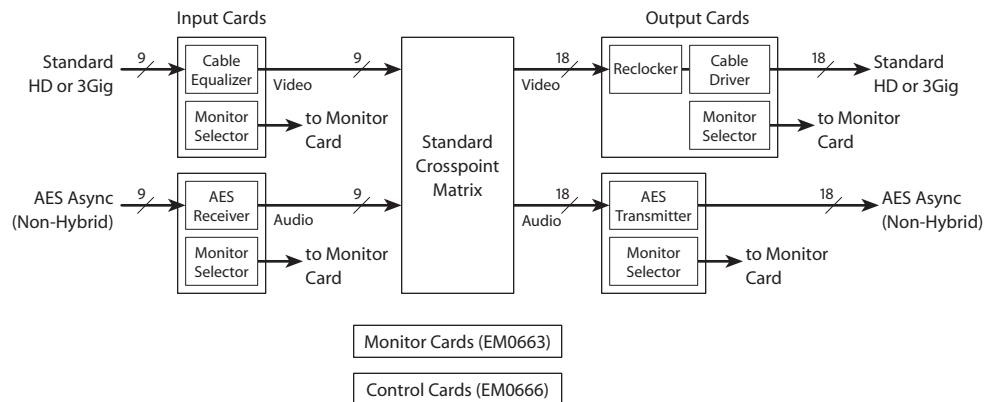 Input Cards
Output Cards
Standard
HD or 3Gig
9
Cable
Equalizer
Video
9
Monitor
Selector
to Monitor
Card
Standard
Crosspoint
Matrix
18
Video
Reclocker
Cable
Driver
18
Standard
HD or 3Gig
Monitor
Selector
to Monitor
Card
AES Async
(Non-Hybrid)
9
AES
Receiver
Audio
9
Monitor
Selector
to Monitor
Card
18
Audio
AES
Transmitter
18
AES Async
(Non-Hybrid)
Monitor
Selector
to Monitor
Card
Monitor Cards (EM0663)
Control Cards (EM0666)